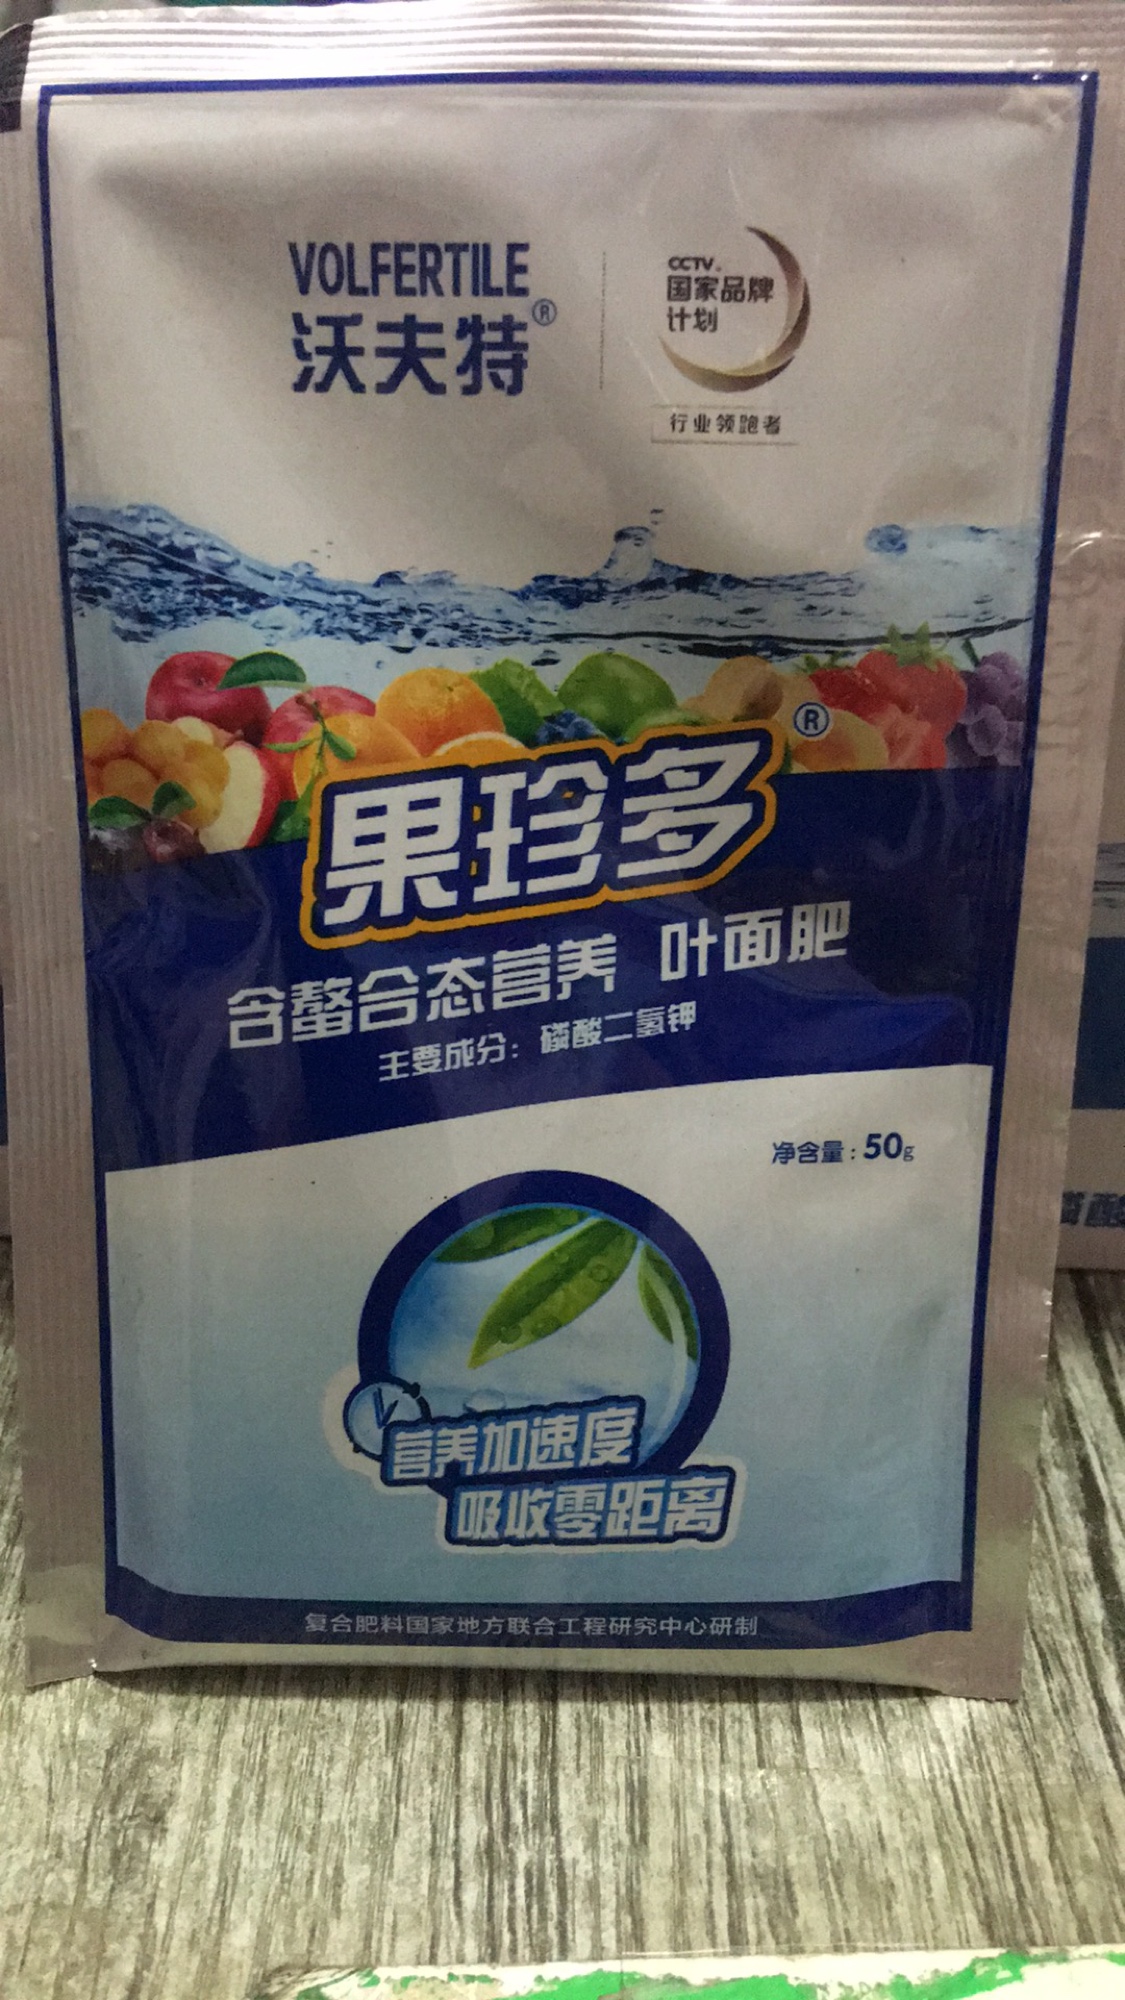 VOLFERTILE
沃夫特®
CCTV
国家品牌
计划
行业领跑者
果珍多®
含螯合态营养 叶面肥
主要成分：磷酸二氢钾
净含量：50g
营养加速度
吸收零距离
复合肥料国家地方联合工程研究中心研制